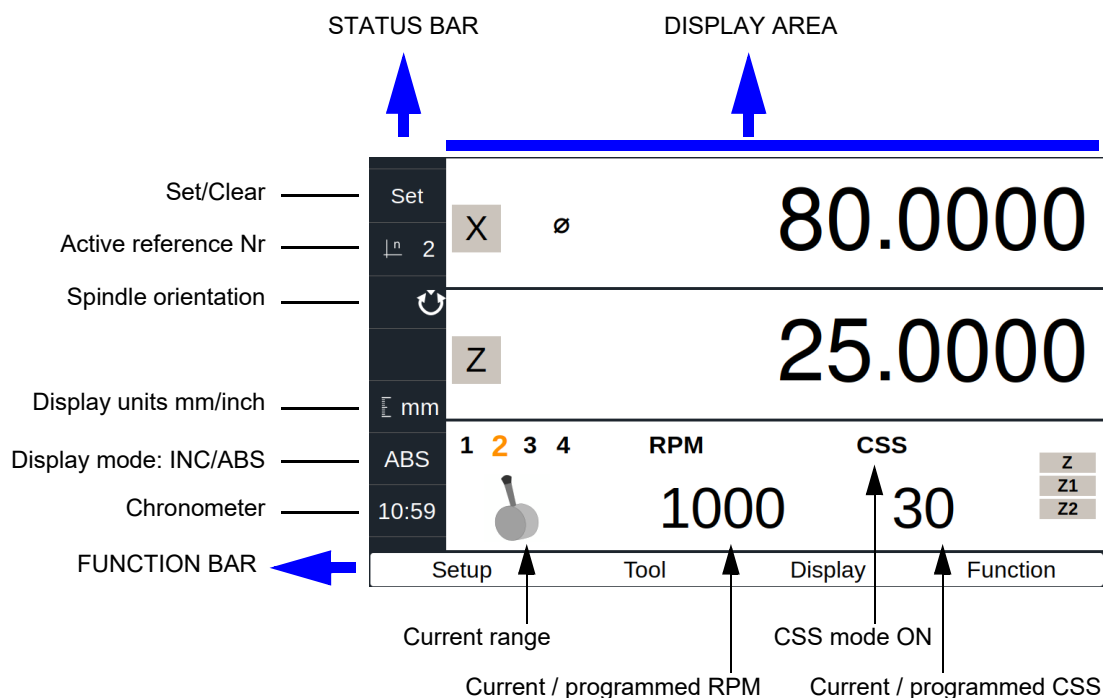 STATUS BAR
DISPLAY AREA
Set/Clear
Set
X
⌀
80.0000
Active reference Nr
n 2
Spindle orientation
Z
25.0000
Display units mm/inch
mm
1 2 3 4
RPM
CSS
Display mode: INC/ABS
ABS
Z
Z1
Z2
Chronometer
10:59
1000
30
FUNCTION BAR
Setup
Tool
Display
Function
Current range
CSS mode ON
Current / programmed RPM
Current / programmed CSS